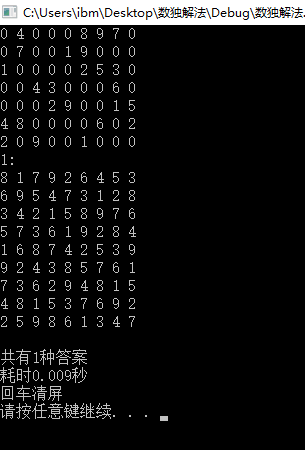 C:\Users\ibm\Desktop\数独解法\Debug\数独解法.
0 4 0 0 0 8 9 7 0
0 7 0 0 1 9 0 0 0
1 0 0 0 0 2 5 3 0
0 0 4 3 0 0 0 6 0
0 0 0 2 9 0 0 1 5
4 8 0 0 0 0 6 0 2
2 0 9 0 0 1 0 0 0
1:
8 1 7 9 2 6 4 5 3
6 9 5 4 7 3 1 2 8
3 4 2 1 5 8 9 7 6
5 7 3 6 1 9 2 8 4
1 6 8 7 4 2 5 3 9
9 2 4 3 8 5 7 6 1
7 3 6 2 9 4 8 1 5
4 8 1 5 3 7 6 9 2
2 5 9 8 6 1 3 4 7
共有1种答案
耗时0.009秒
回车清屏
请按任意键继续. . .